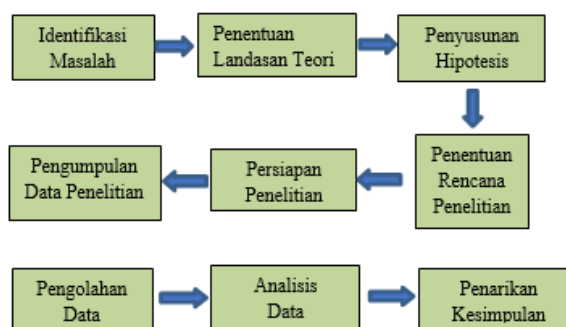 Identifikasi
Masalah
Penentuan
Landasan Teori
Penyusunan
Hipotesis
Penentuan
Rencana
Penelitian
Persiapan
Penelitian
Pengumpulan
Data Penelitian
Pengolahan
Data
Analisis
Data
Penarikan
Kesimpulan